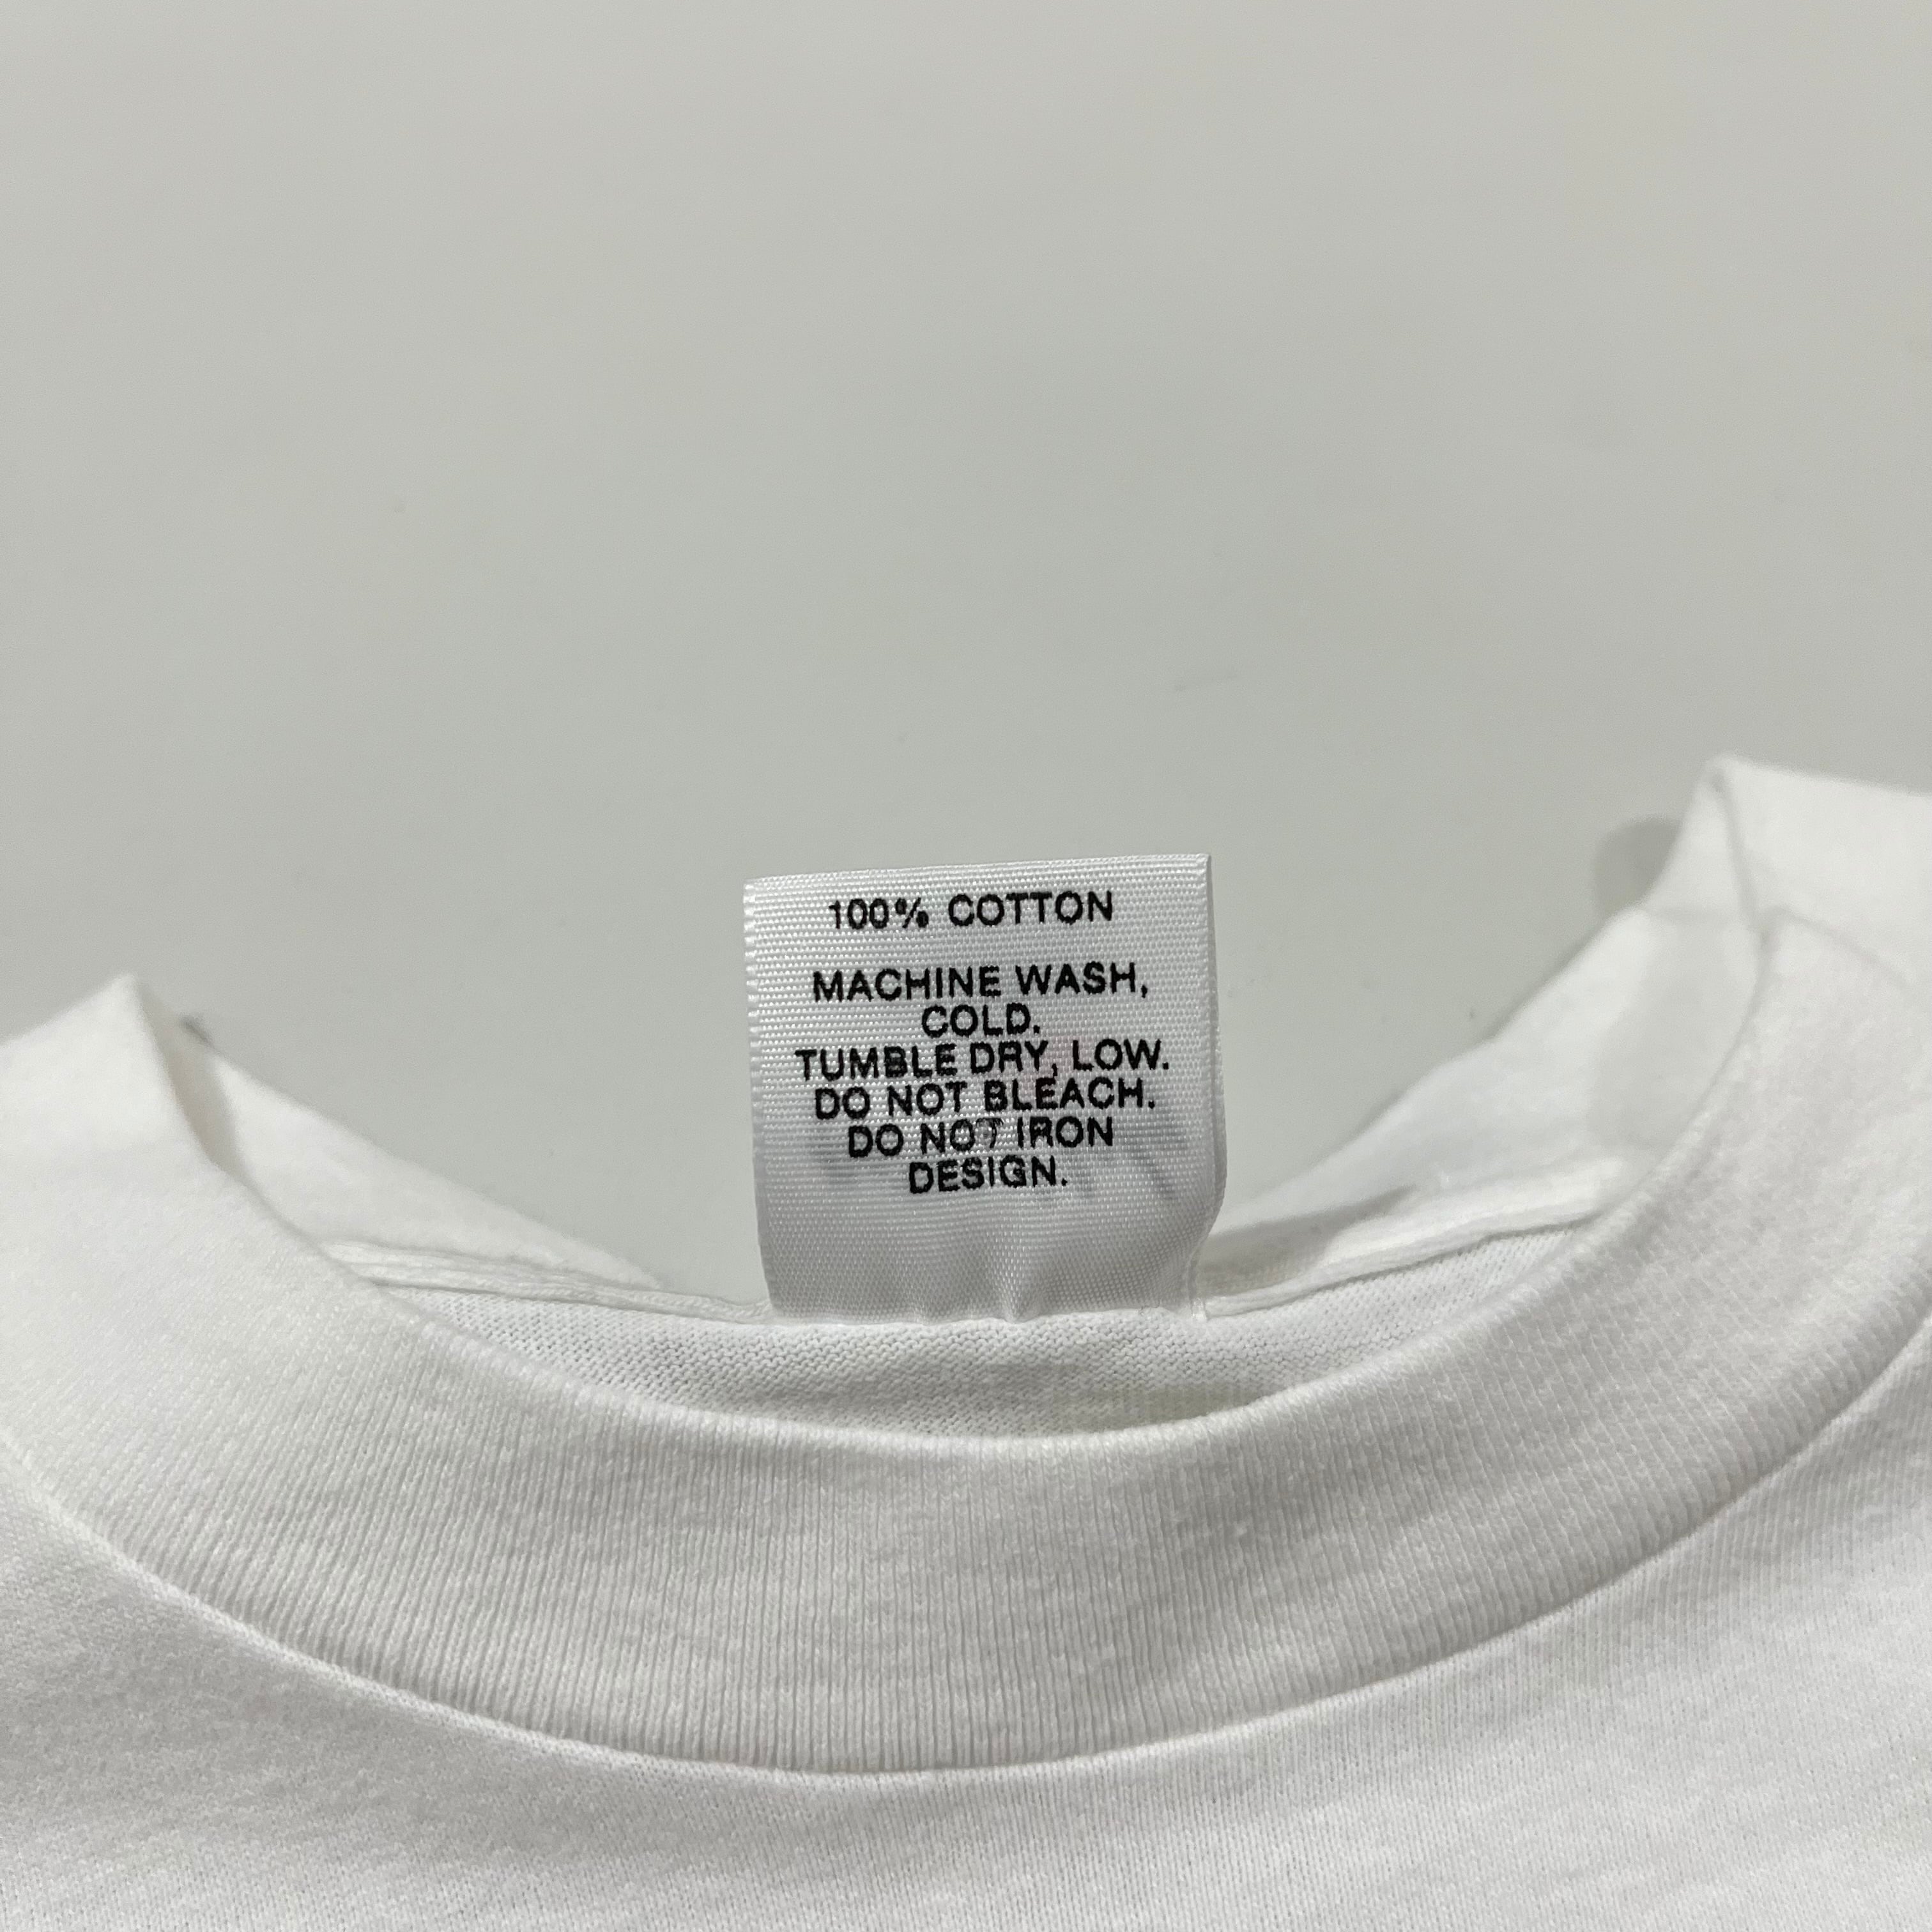 100% COTTON
MACHINE WASH,
COLD.
TUMBLE DRY, LOW.
DO NOT BLEACH.
DO NOT IRON
DESIGN.